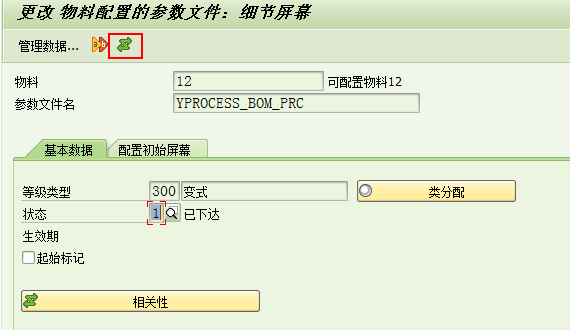 更改 物料配置的参数文件: 细节屏幕
管理数据...
物料 12 可配置物料12
参数文件名 YPROCESS_BOM_PRC
基本数据 配置初始屏幕
等级类型 300 变式 类分配
状态 1 已下达
生效期
起始标记
相关性